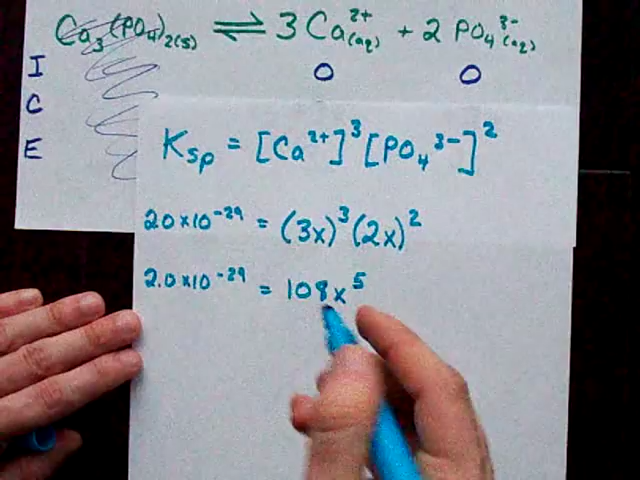 Ca₃(PO₄)₂(s) ⇌ 3 Ca²⁺(aq) + 2 PO₄³⁻(aq)
I 0 0
C
E
Ksp = [Ca²⁺]³ [PO₄³⁻]²
2.0 x 10⁻²⁹ = (3x)³ (2x)²
2.0 x 10⁻²⁹ = 108x⁵